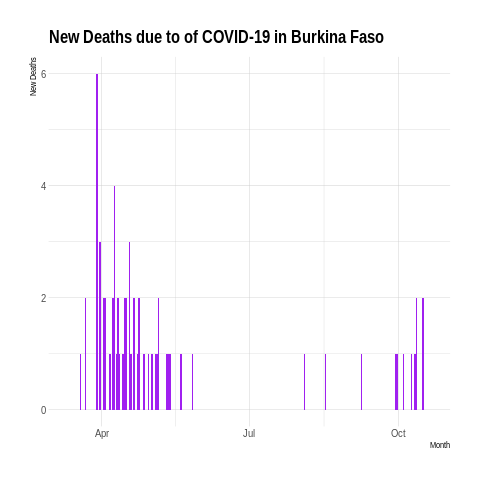 New Deaths due to of COVID-19 in Burkina Faso
New Deaths
6
4
2
0
Apr
Jul
Oct
Month